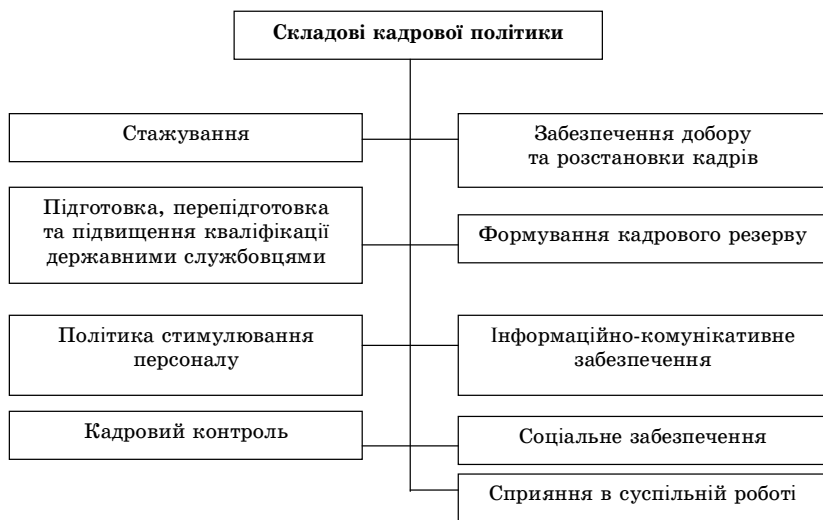 Складові кадрової політики
Стажування
Забезпечення добору
та розстановки кадрів
Підготовка, перепідготовка
та підвищення кваліфікації
державними службовцями
Формування кадрового резерву
Політика стимулювання
персоналу
Інформаційно-комунікативне
забезпечення
Кадровий контроль
Соціальне забезпечення
Сприяння в суспільній роботі